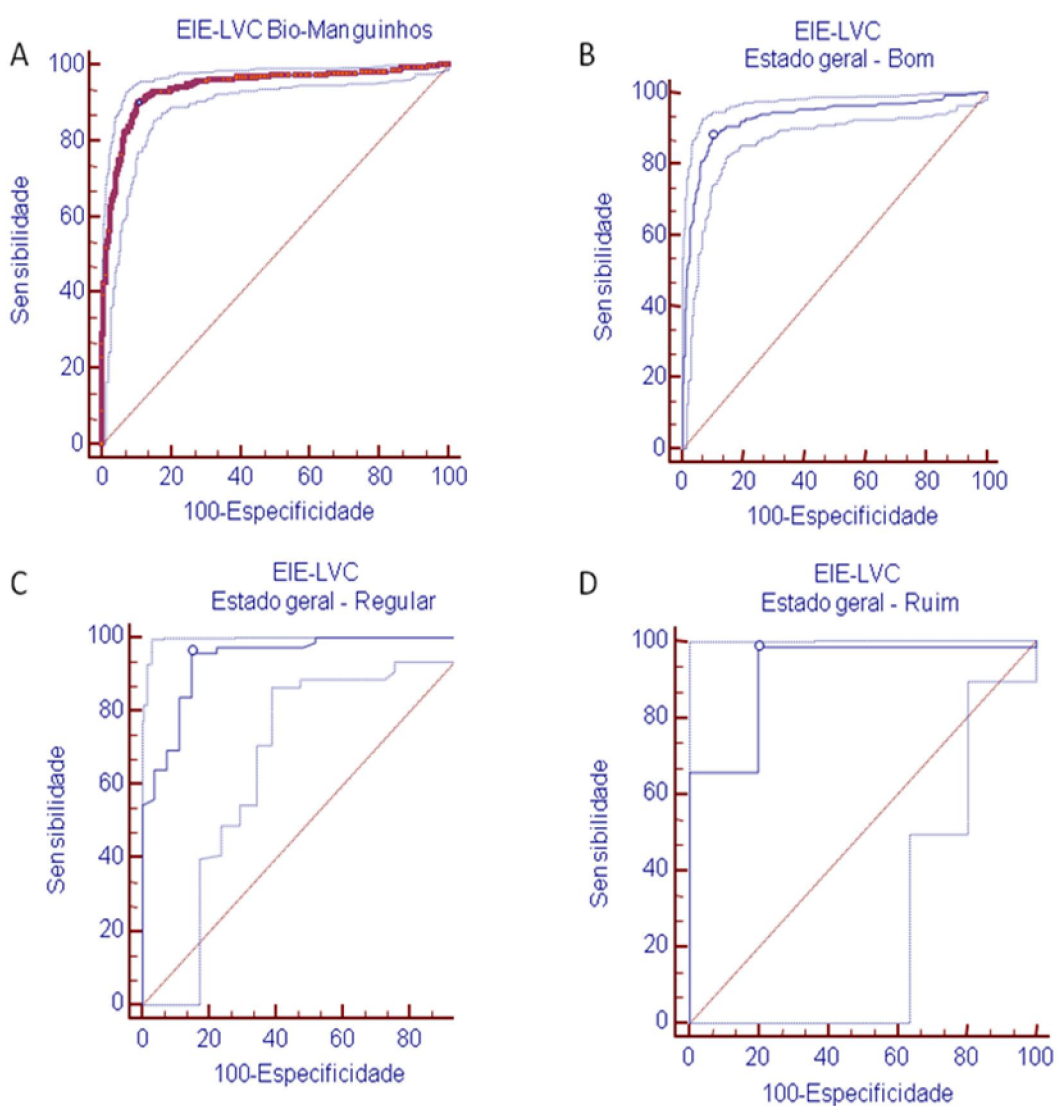 A
EIE-LVC Bio-Manguinhos
100
80
60
40
20
0
Sensibilidade
0 20 40 60 80 100
100-Especificidade
B
EIE-LVC
Estado geral - Bom
100
80
60
40
20
0
Sensibilidade
0 20 40 60 80 100
100-Especificidade
C
EIE-LVC
Estado geral - Regular
100
80
60
40
20
0
Sensibilidade
0 20 40 60 80
100-Especificidade
D
EIE-LVC
Estado geral - Ruim
100
80
60
40
20
0
Sensibilidade
0 20 40 60 80 100
100-Especificidade